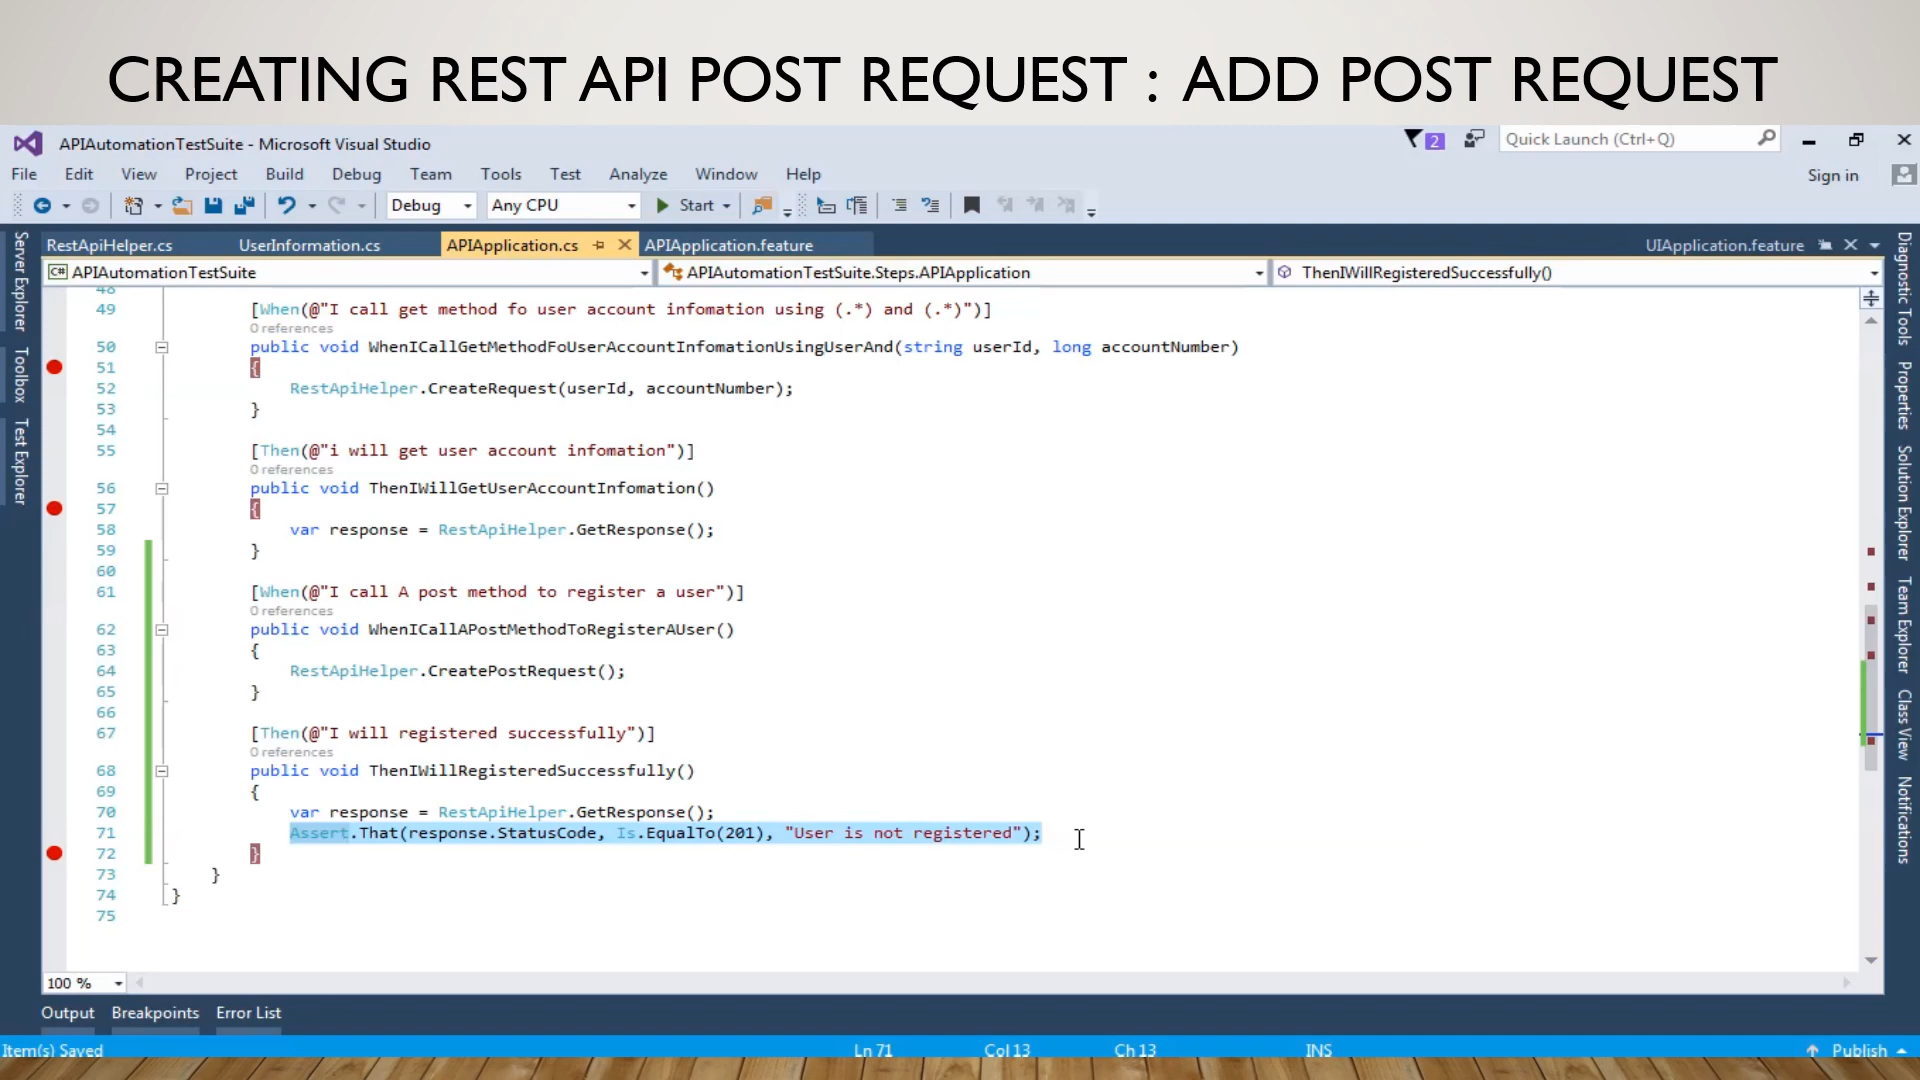 CREATING REST API POST REQUEST : ADD POST REQUEST
APIAutomationTestSuite - Microsoft Visual Studio
2
Quick Launch (Ctrl+Q)
File Edit View Project Build Debug Team Tools Test Analyze Window Help
Sign in
Debug Any CPU Start
RestApiHelper.cs UserInformation.cs APIApplication.cs APIApplication.feature UIApplication.feature
C# APIAutomationTestSuite APIAutomationTestSuite.Steps.APIApplication ThenIWillRegisteredSuccessfully()
Server Explorer
Toolbox
Test Explorer
48
49 [When(@"I call get method fo user account infomation using (.*) and (.*)")]
0 references
50 public void WhenICallGetMethodFoUserAccountInfomationUsingUserAnd(string userId, long accountNumber)
51 {
52 RestApiHelper.CreateRequest(userId, accountNumber);
53 }
54
55 [Then(@"i will get user account infomation")]
0 references
56 public void ThenIWillGetUserAccountInfomation()
57 {
58 var response = RestApiHelper.GetResponse();
59 }
60
61 [When(@"I call A post method to register a user")]
0 references
62 public void WhenICallAPostMethodToRegisterAUser()
63 {
64 RestApiHelper.CreatePostRequest();
65 }
66
67 [Then(@"I will registered successfully")]
0 references
68 public void ThenIWillRegisteredSuccessfully()
69 {
70 var response = RestApiHelper.GetResponse();
71 Assert.That(response.StatusCode, Is.EqualTo(201), "User is not registered");
72 }
73 }
74 }
75
Diagnostic Tools
Properties
Solution Explorer
Team Explorer
Class View
Notifications
100 %
Output Breakpoints Error List
Item(s) Saved Ln 71 Col 13 Ch 13 INS Publish